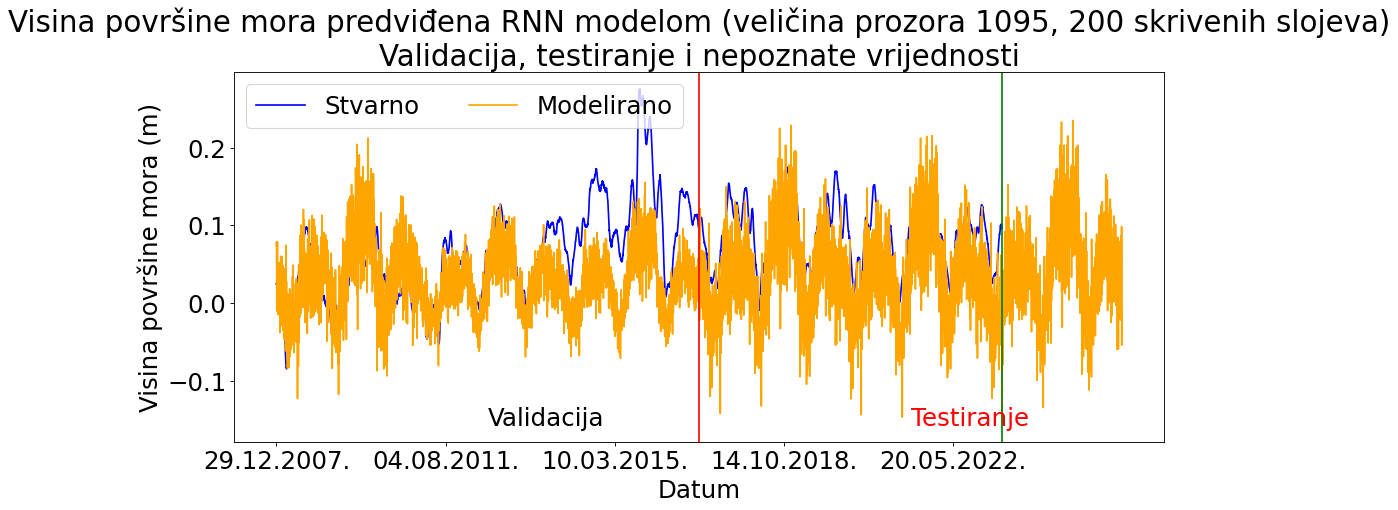 Visina površine mora predviđena RNN modelom (veličina prozora 1095, 200 skrivenih slojeva)
Validacija, testiranje i nepoznate vrijednosti
Stvarno
Modelirano
Visina površine mora (m)
0.2
0.1
0.0
−0.1
Validacija
Testiranje
29.12.2007.
04.08.2011.
10.03.2015.
14.10.2018.
20.05.2022.
Datum